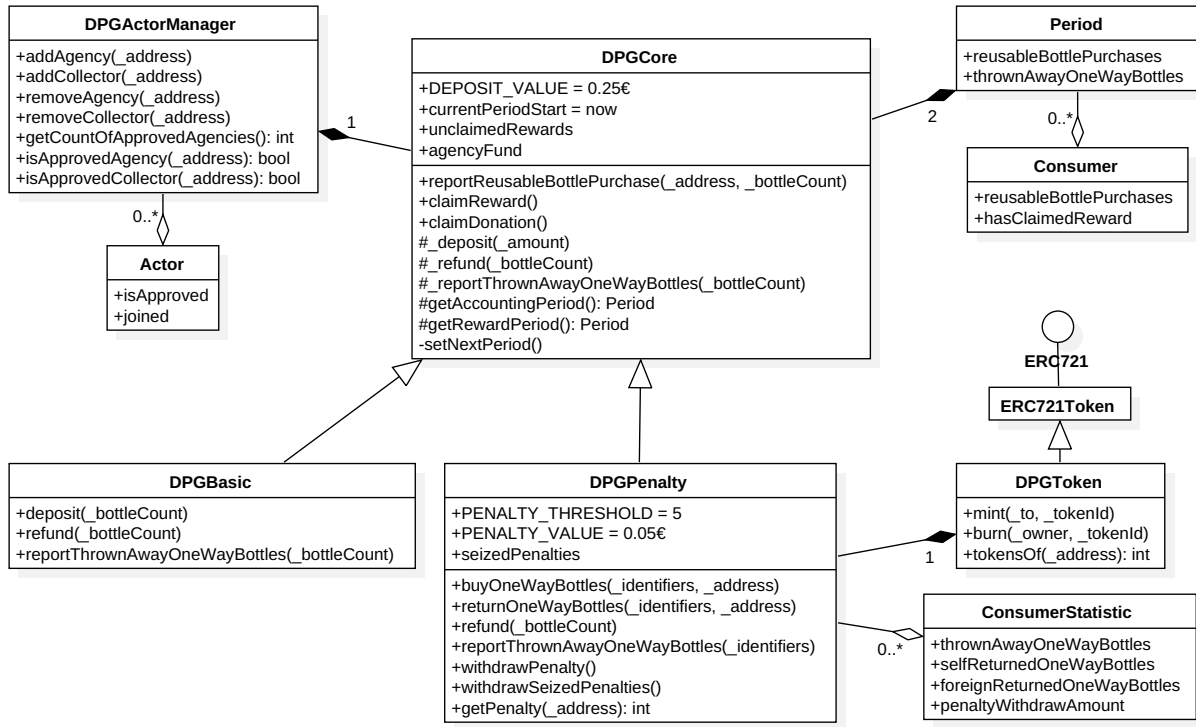 DPGActorManager
+addAgency(_address)
+addCollector(_address)
+removeAgency(_address)
+removeCollector(_address)
+getCountOfApprovedAgencies(): int
+isApprovedAgency(_address): bool
+isApprovedCollector(_address): bool
1
0..*
Actor
+isApproved
+joined
DPGCore
+DEPOSIT_VALUE = 0.25€
+currentPeriodStart = now
+unclaimedRewards
+agencyFund
+reportReusableBottlePurchase(_address, _bottleCount)
+claimReward()
+claimDonation()
#_deposit(_amount)
#_refund(_bottleCount)
#_reportThrownAwayOneWayBottles(_bottleCount)
#getAccountingPeriod(): Period
#getRewardPeriod(): Period
-setNextPeriod()
2
Period
+reusableBottlePurchases
+thrownAwayOneWayBottles
0..*
Consumer
+reusableBottlePurchases
+hasClaimedReward
ERC721
ERC721Token
DPGBasic
+deposit(_bottleCount)
+refund(_bottleCount)
+reportThrownAwayOneWayBottles(_bottleCount)
DPGPenalty
+PENALTY_THRESHOLD = 5
+PENALTY_VALUE = 0.05€
+seizedPenalties
+buyOneWayBottles(_identifiers, _address)
+returnOneWayBottles(_identifiers, _address)
+refund(_bottleCount)
+reportThrownAwayOneWayBottles(_identifiers)
+withdrawPenalty()
+withdrawSeizedPenalties()
+getPenalty(_address): int
DPGToken
+mint(_to, _tokenId)
+burn(_owner, _tokenId)
+tokensOf(_address): int
1
0..*
ConsumerStatistic
+thrownAwayOneWayBottles
+selfReturnedOneWayBottles
+foreignReturnedOneWayBottles
+penaltyWithdrawAmount